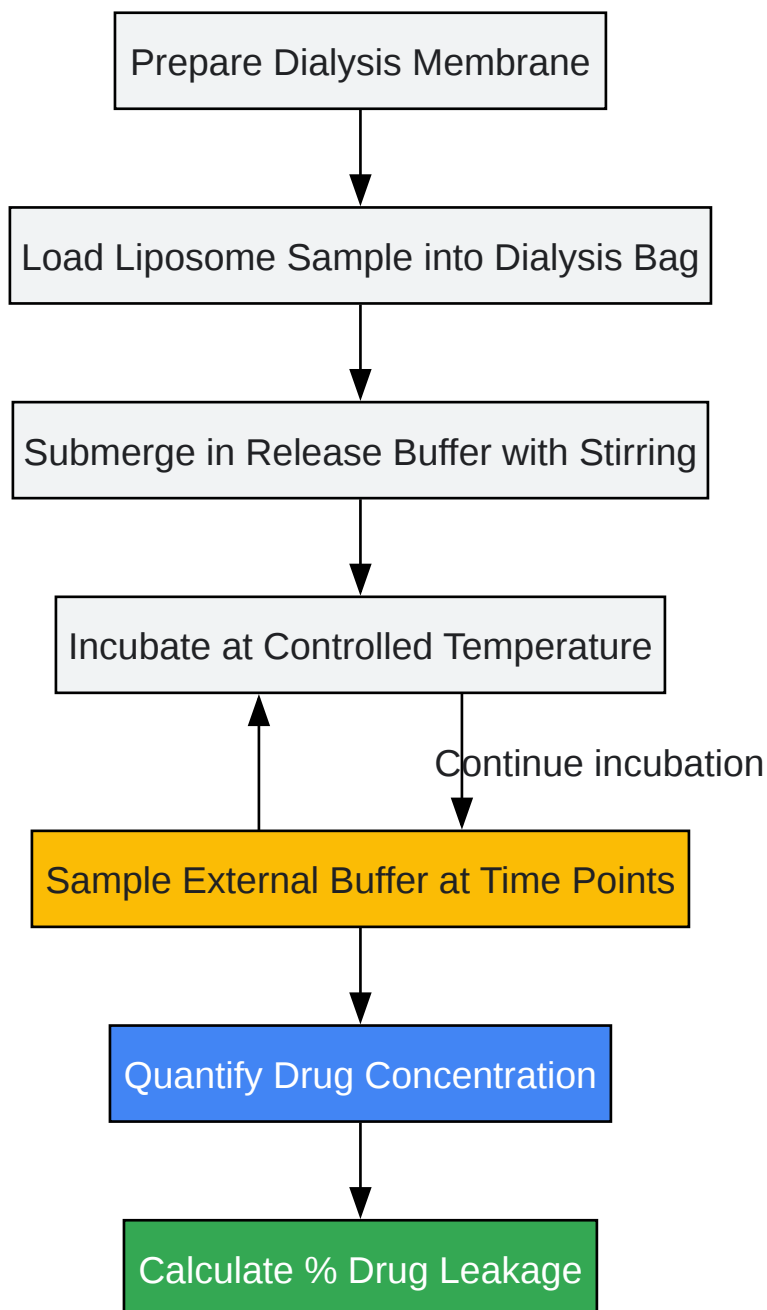 Prepare Dialysis Membrane
Load Liposome Sample into Dialysis Bag
Submerge in Release Buffer with Stirring
Incubate at Controlled Temperature
Continue incubation
Sample External Buffer at Time Points
Quantify Drug Concentration
Calculate % Drug Leakage